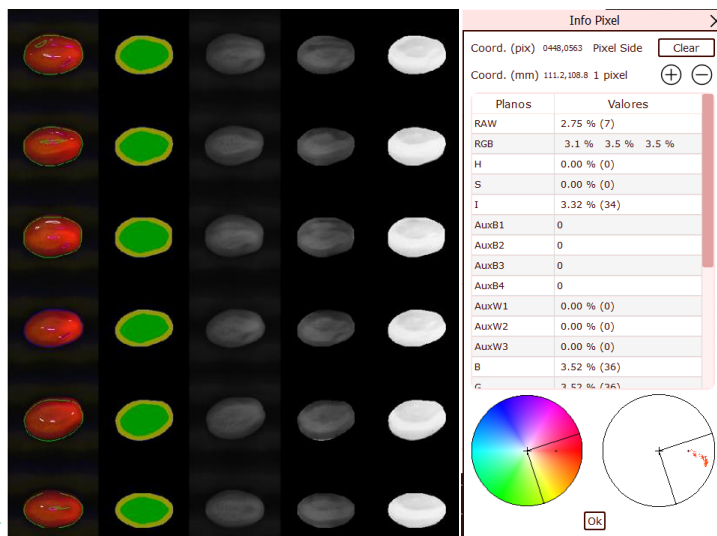 Info Pixel
Coord. (pix) 0448,0563 Pixel Side Clear
Coord. (mm) 111.2,108.8 1 pixel
Planos Valores
RAW 2.75 % (7)
RGB 3.1 % 3.5 % 3.5 %
H 0.00 % (0)
S 0.00 % (0)
I 3.32 % (34)
AuxB1 0
AuxB2 0
AuxB3 0
AuxB4 0
AuxW1 0.00 % (0)
AuxW2 0.00 % (0)
AuxW3 0.00 % (0)
B 3.52 % (36)
G 3.52 % (36)
Ok